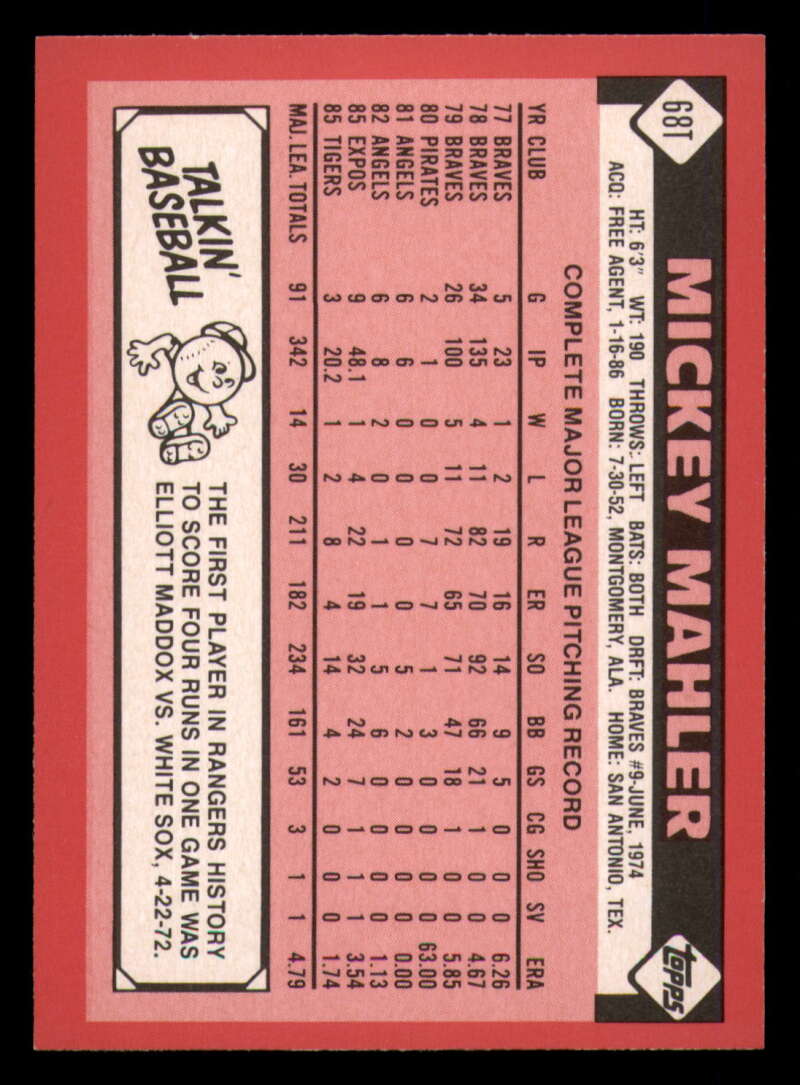 68T
MICKEY MAHLER
topps
HT: 6'3" WT: 190 THROWS: LEFT BATS: BOTH DRFT: BRAVES #9-JUNE, 1974
ACQ: FREE AGENT, 1-16-86 BORN: 7-30-52, MONTGOMERY, ALA. HOME: SAN ANTONIO, TEX.
COMPLETE MAJOR LEAGUE PITCHING RECORD
YR CLUB G IP W L R ER SO BB GS CG SHO SV ERA
77 BRAVES 5 23 1 2 19 16 14 9 5 0 0 0 6.26
78 BRAVES 34 135 4 11 82 70 92 66 21 1 0 0 4.67
79 BRAVES 26 100 5 11 72 65 71 47 18 1 0 0 5.85
80 PIRATES 2 1 0 0 7 7 1 3 0 0 0 0 63.00
81 ANGELS 6 6 0 0 0 0 5 2 0 0 0 0 0.00
82 ANGELS 6 8 2 0 1 1 5 6 0 0 0 0 1.13
85 EXPOS 9 48.1 1 4 22 19 32 24 7 1 1 1 3.54
85 TIGERS 3 20.2 1 2 8 4 14 4 2 0 0 0 1.74
MAJ. LEA. TOTALS 91 342 14 30 211 182 234 161 53 3 1 1 4.79
TALKIN'
BASEBALL
THE FIRST PLAYER IN RANGERS HISTORY
TO SCORE FOUR RUNS IN ONE GAME WAS
ELLIOTT MADDOX VS. WHITE SOX, 4-22-72.